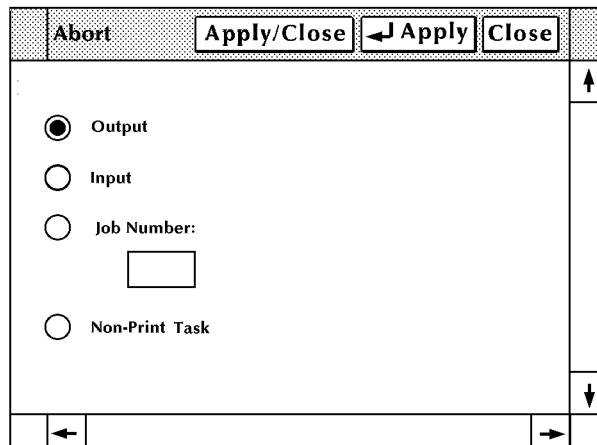 Abort Apply/Close Apply Close
Output
Input
Job Number:
Non-Print Task